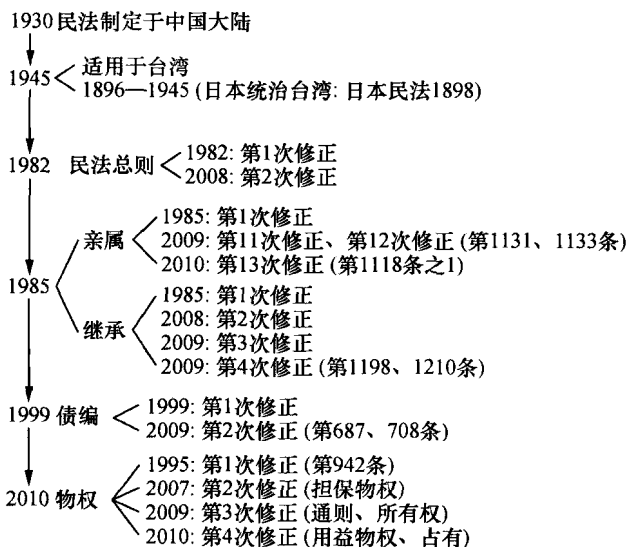 1930 民法制定于中国大陆
适用于台湾
1945
1896—1945 (日本统治台湾: 日本民法1898)
1982: 第1次修正
1982 民法总则
2008: 第2次修正
1985: 第1次修正
亲属 2009: 第11次修正、第12次修正 (第1131、1133条)
2010: 第13次修正 (第1118条之1)
1985
1985: 第1次修正
2008: 第2次修正
继承 2009: 第3次修正
2009: 第4次修正 (第1198、1210条)
1999: 第1次修正
1999 债编
2009: 第2次修正 (第687、708条)
1995: 第1次修正 (第942条)
2007: 第2次修正 (担保物权)
2010 物权
2009: 第3次修正 (通则、所有权)
2010: 第4次修正 (用益物权、占有)